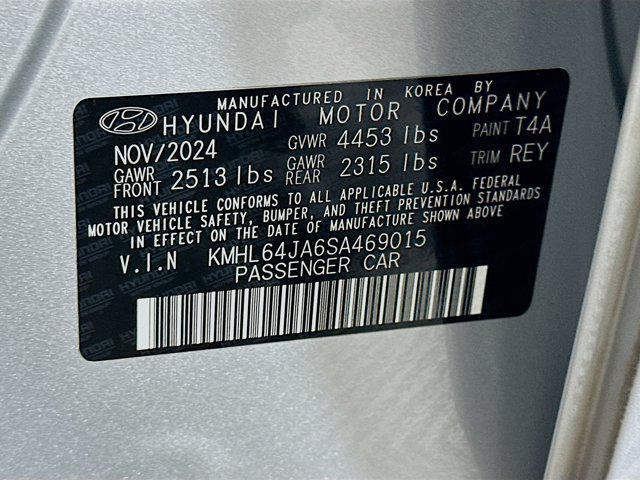 MANUFACTURED IN KOREA BY
HYUNDAI MOTOR COMPANY
NOV/2024 GVWR 4453 lbs PAINT T4A
GAWR FRONT 2513 lbs GAWR REAR 2315 lbs TRIM REY
THIS VEHICLE CONFORMS TO ALL APPLICABLE U.S.A. FEDERAL
MOTOR VEHICLE SAFETY, BUMPER, AND THEFT PREVENTION STANDARDS
IN EFFECT ON THE DATE OF MANUFACTURE SHOWN ABOVE
V.I.N KMHL64JA6SA469015
PASSENGER CAR